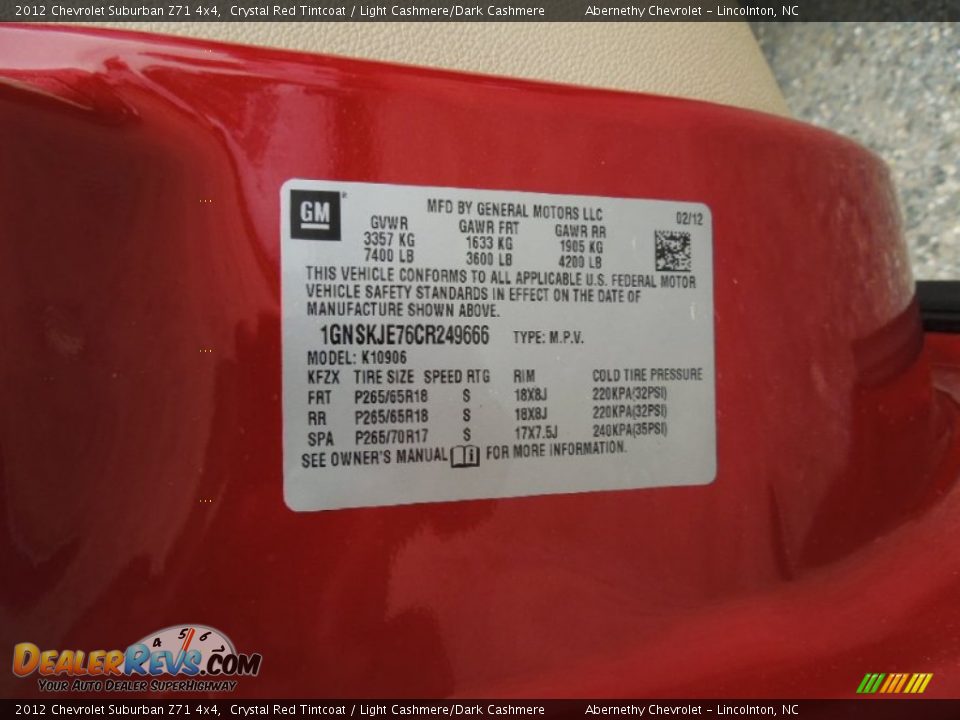 2012 Chevrolet Suburban Z71 4x4, Crystal Red Tintcoat / Light Cashmere/Dark Cashmere Abernethy Chevrolet - Lincolnton, NC
GM
MFD BY GENERAL MOTORS LLC 02/12
GVWR GAWR FRT GAWR RR
3357 KG 1633 KG 1905 KG
7400 LB 3600 LB 4200 LB
THIS VEHICLE CONFORMS TO ALL APPLICABLE U.S. FEDERAL MOTOR
VEHICLE SAFETY STANDARDS IN EFFECT ON THE DATE OF
MANUFACTURE SHOWN ABOVE.
1GNSKJE76CR249666 TYPE: M.P.V.
MODEL: K10906
KFZX TIRE SIZE SPEED RTG RIM COLD TIRE PRESSURE
FRT P265/65R18 S 18X8J 220KPA(32PSI)
RR P265/65R18 S 18X8J 220KPA(32PSI)
SPA P265/70R17 S 17X7.5J 240KPA(35PSI)
SEE OWNER'S MANUAL FOR MORE INFORMATION.
4 5 6
DEALERREVS.COM
YOUR AUTO DEALER SUPERHIGHWAY
2012 Chevrolet Suburban Z71 4x4, Crystal Red Tintcoat / Light Cashmere/Dark Cashmere Abernethy Chevrolet - Lincolnton, NC